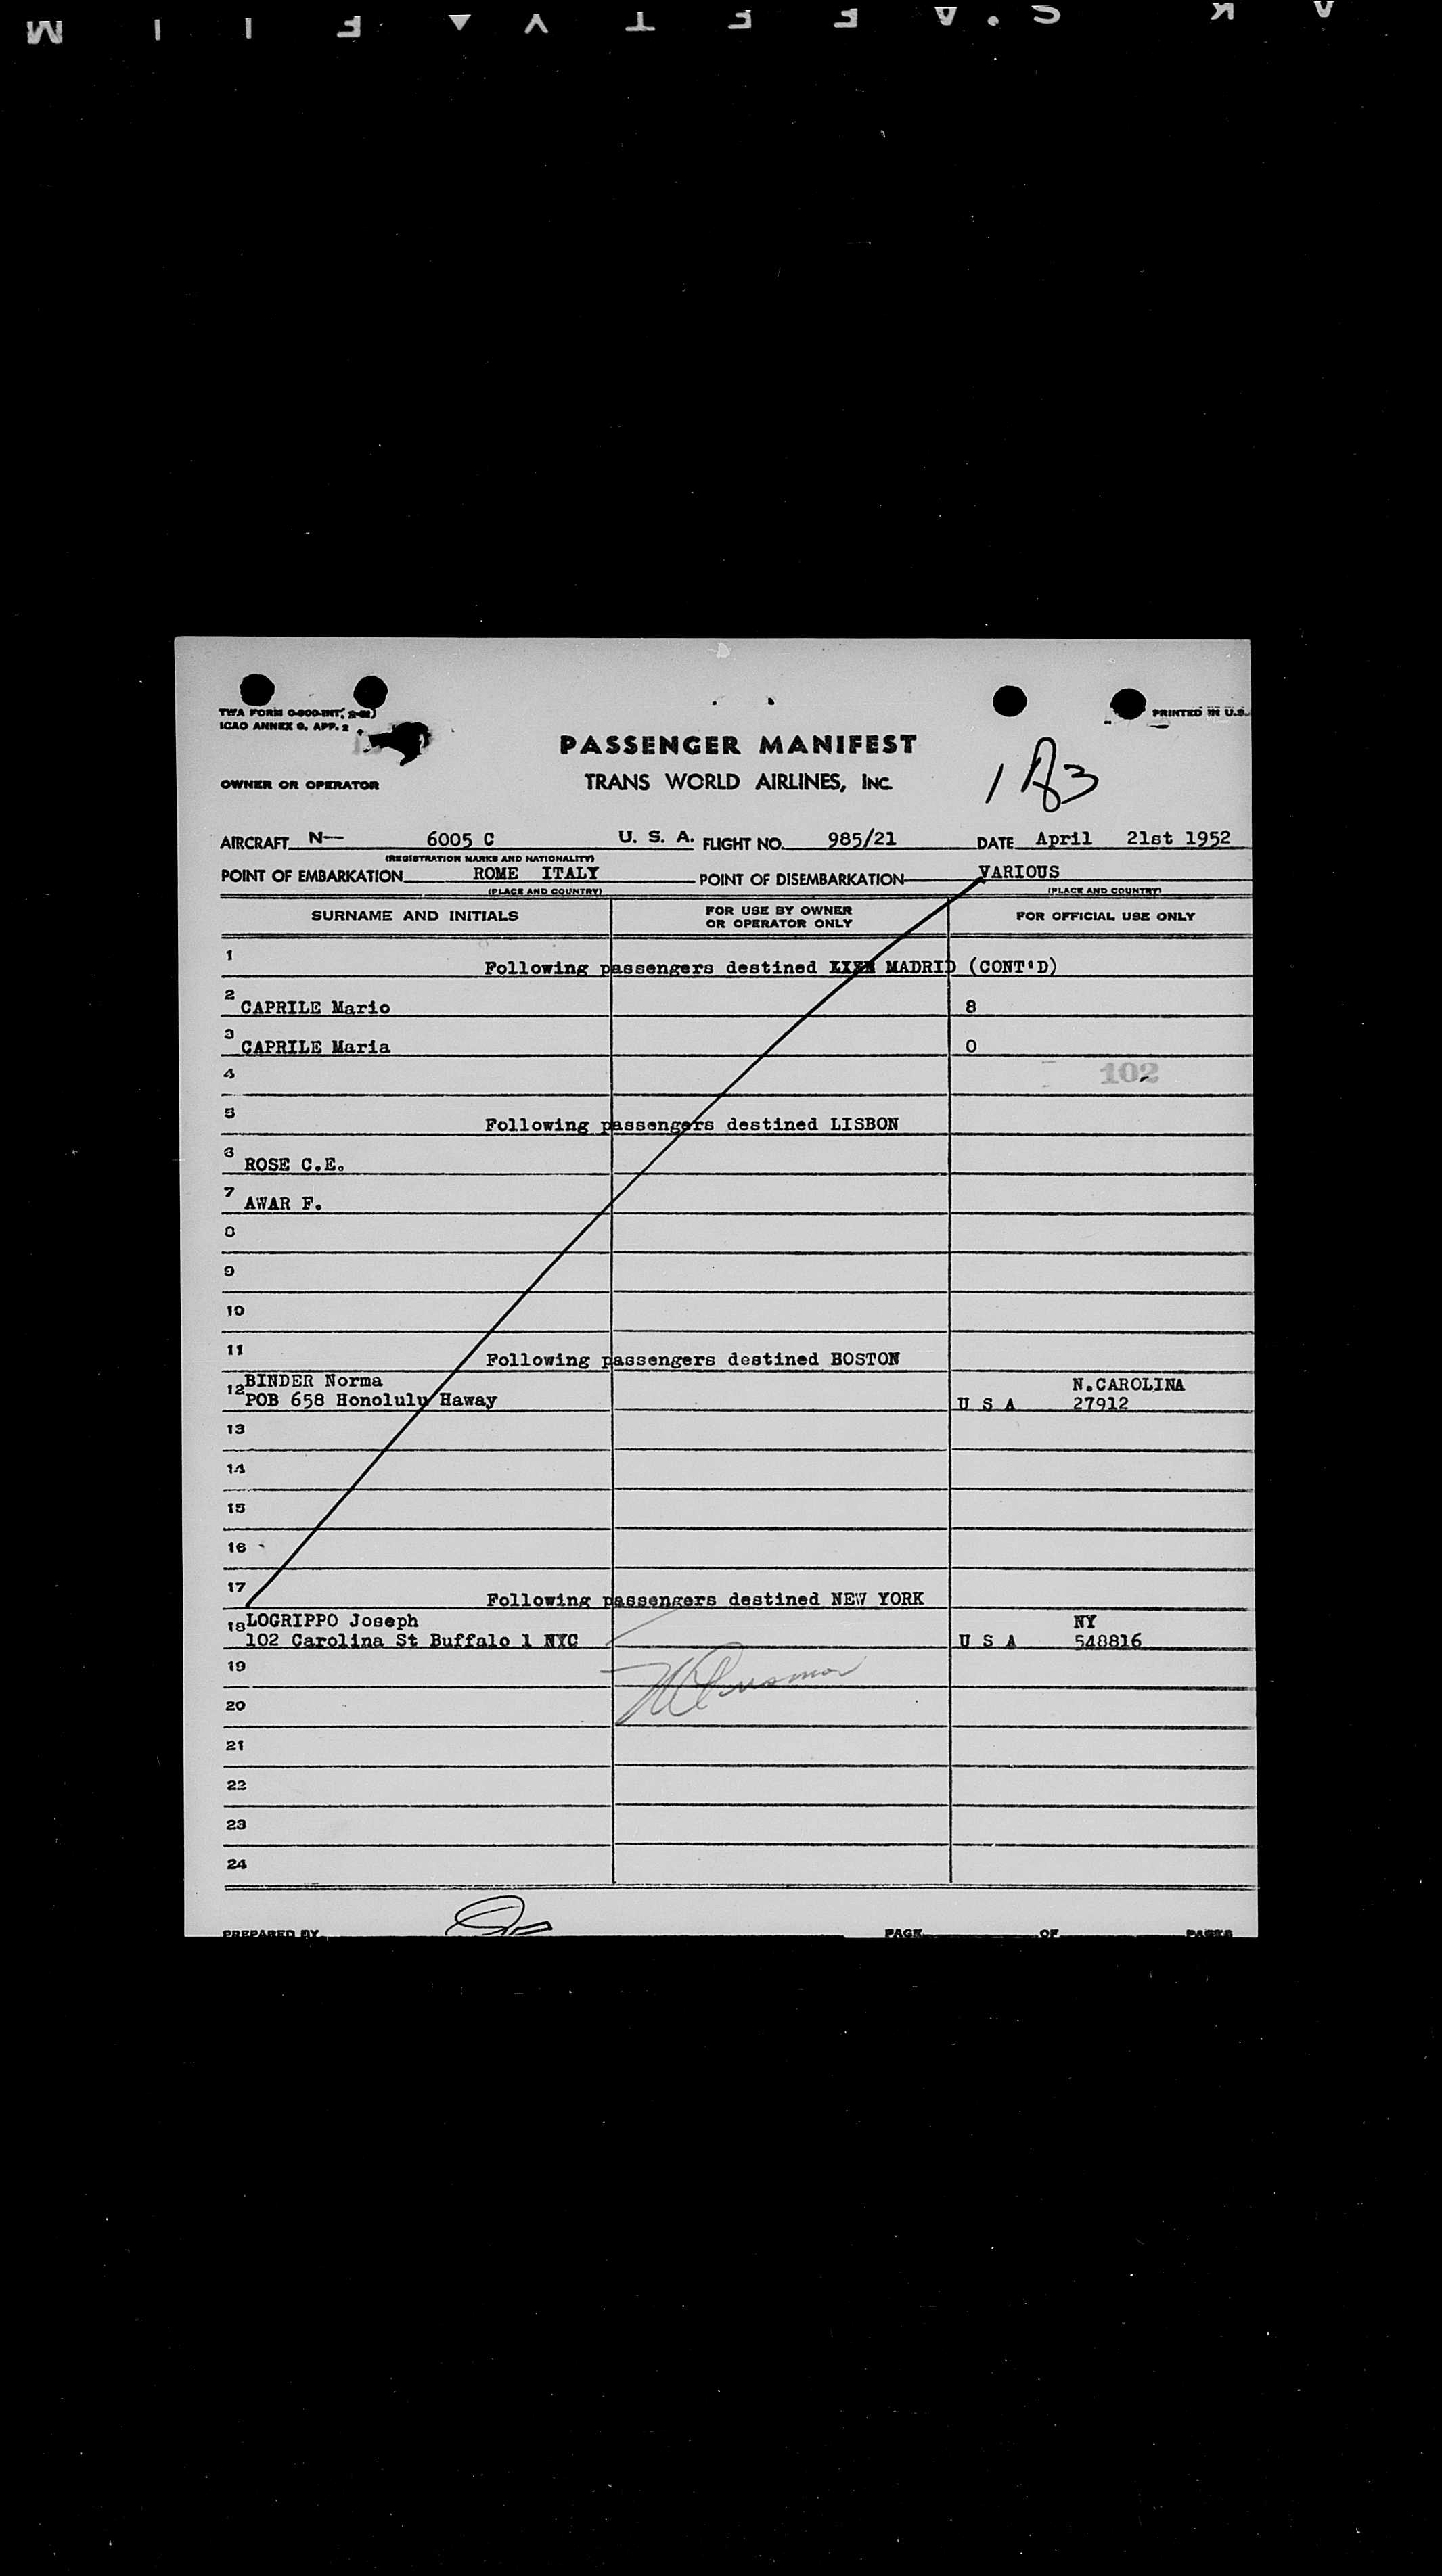 TWA FORM
ICAO ANNEX 9, APP. 2
PRINTED IN U.S.
PASSENGER MANIFEST
OWNER OR OPERATOR
TRANS WORLD AIRLINES, INC.
183
AIRCRAFT N— 6005 C U. S. A. FLIGHT NO. 985/21 DATE April 21st 1952
(REGISTRATION MARKS AND NATIONALITY)
POINT OF EMBARKATION ROME ITALY POINT OF DISEMBARKATION VARIOUS
(PLACE AND COUNTRY) (PLACE AND COUNTRY)
SURNAME AND INITIALS FOR USE BY OWNER OR OPERATOR ONLY FOR OFFICIAL USE ONLY
1 Following passengers destined MADRID (CONT'D)
2 CAPRILE Mario 8
3 CAPRILE Maria 0
4 102
5 Following passengers destined LISBON
6 ROSE C.E.
7 AWAR F.
8
9
10
11 Following passengers destined BOSTON
BINDER Norma N.CAROLINA
12 POB 658 Honolulu Haway U S A 27912
13
14
15
16
17 Following passengers destined NEW YORK
18 LOGRIPPO Joseph NY
102 Carolina St Buffalo 1 NYC U S A 548816
19
20
21
22
23
24
PREPARED BY PAGE OF PAGES